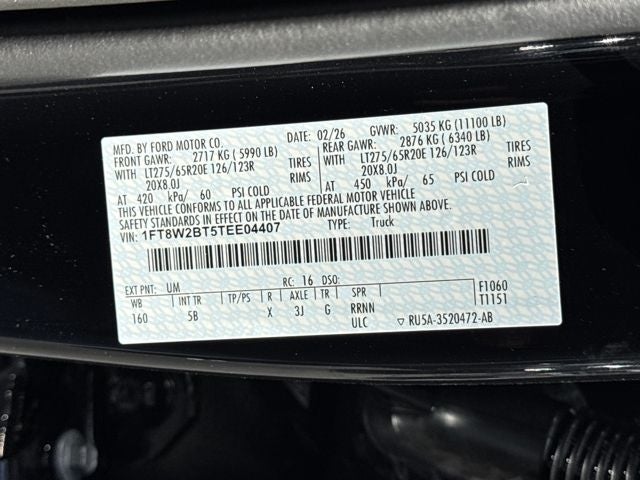 MFD. BY FORD MOTOR CO. DATE: 02/26 GVWR: 5035 KG (11100 LB)
FRONT GAWR: 2717 KG ( 5990 LB) REAR GAWR: 2876 KG ( 6340 LB)
WITH LT275/65R20E 126/123R TIRES WITH LT275/65R20E 126/123R TIRES
20X8.0J RIMS 20X8.0J RIMS
AT 420 kPa/ 60 PSI COLD AT 450 kPa/ 65 PSI COLD
THIS VEHICLE CONFORMS TO ALL APPLICABLE FEDERAL MOTOR VEHICLE
SAFETY STANDARDS IN EFFECT ON THE DATE OF MANUFACTURE SHOWN ABOVE.
VIN: 1FT8W2BT5TEE04407 TYPE: Truck
EXT PNT: UM RC: 16 DSO: F1060
WB INT TR TP/PS R AXLE TR SPR T1151
160 5B X 3J G RRNN
ULC ▽ RU5A-3520472-AB